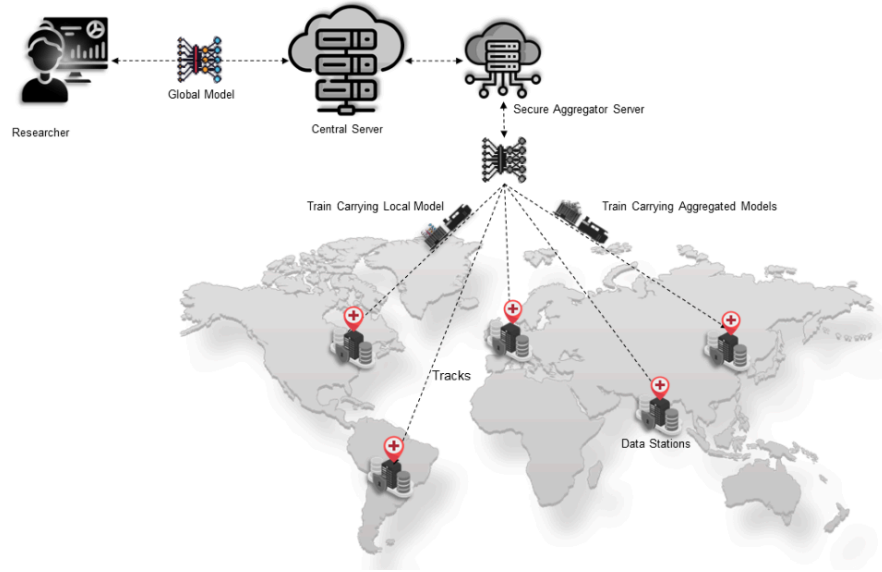 Global Model
Secure Aggregator Server
Researcher
Central Server
Train Carrying Local Model
Train Carrying Aggregated Models
Tracks
Data Stations